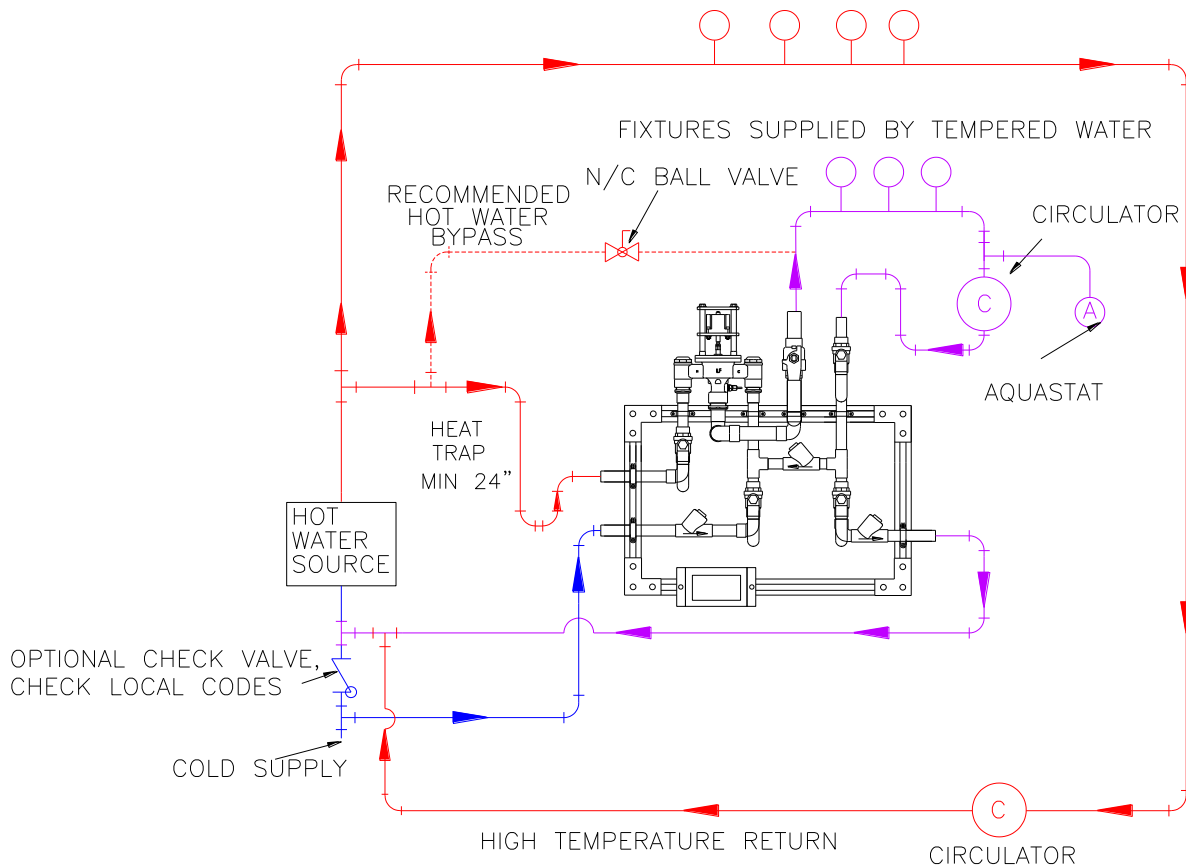 FIXTURES SUPPLIED BY TEMPERED WATER
N/C BALL VALVE
RECOMMENDED
HOT WATER
BYPASS
CIRCULATOR
C
A
AQUASTAT
LF
HEAT
TRAP
MIN 24"
HOT
WATER
SOURCE
OPTIONAL CHECK VALVE,
CHECK LOCAL CODES
COLD SUPPLY
HIGH TEMPERATURE RETURN
C
CIRCULATOR